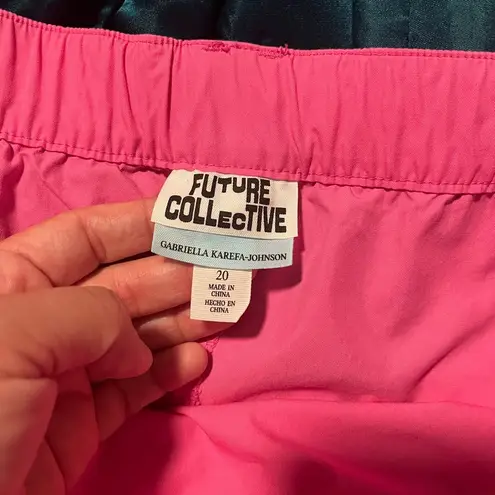 FUTURE
COLLECTIVE
GABRIELLA KAREFA-JOHNSON
20
MADE IN
CHINA
HECHO EN
CHINA